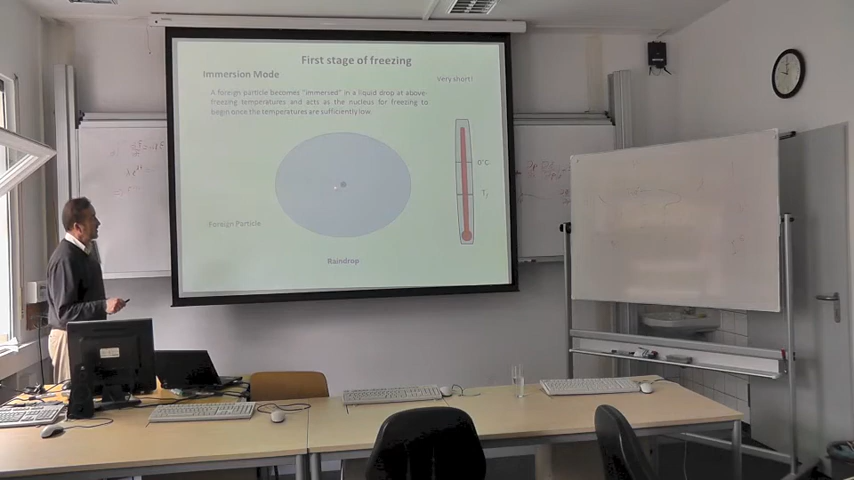 First stage of freezing
Immersion Mode
Very short!
A foreign particle becomes "immersed" in a liquid drop at above-
freezing temperatures and acts as the nucleus for freezing to
begin once the temperatures are sufficiently low.
0°C
Foreign Particle
Raindrop